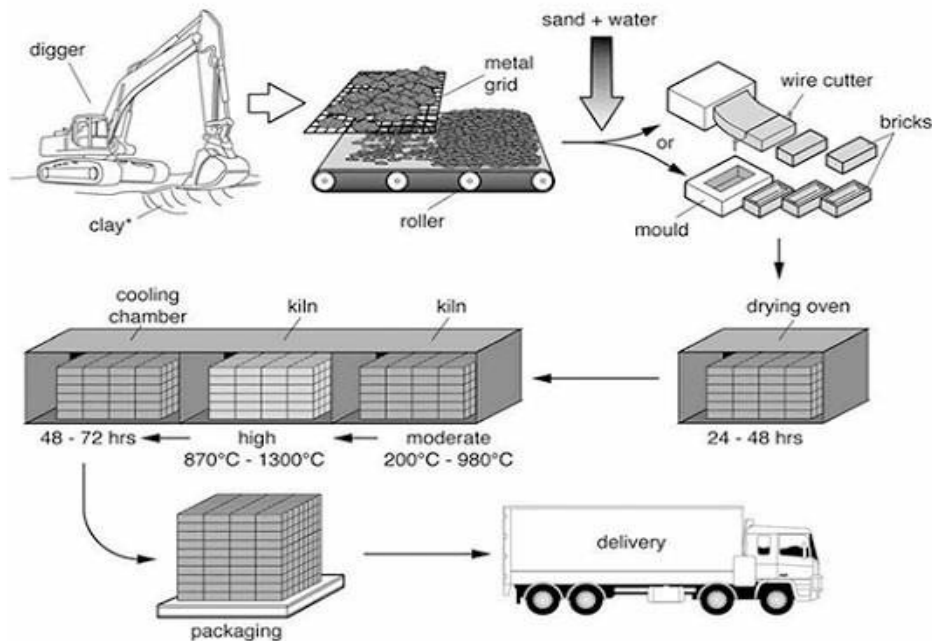 digger
clay*
metal
grid
roller
sand + water
or
wire cutter
bricks
mould
drying oven
24 - 48 hrs
kiln
moderate
200°C - 980°C
kiln
high
870°C - 1300°C
cooling
chamber
48 - 72 hrs
packaging
delivery